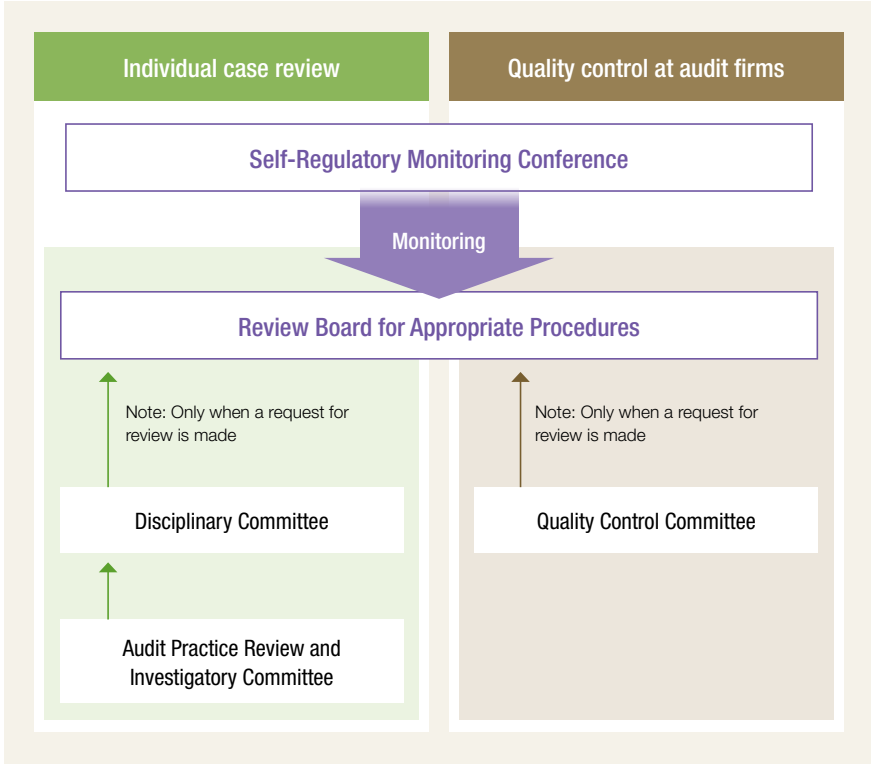 Individual case review
Quality control at audit firms
Self-Regulatory Monitoring Conference
Monitoring
Review Board for Appropriate Procedures
Note: Only when a request for
review is made
Note: Only when a request for
review is made
Disciplinary Committee
Quality Control Committee
Audit Practice Review and
Investigatory Committee